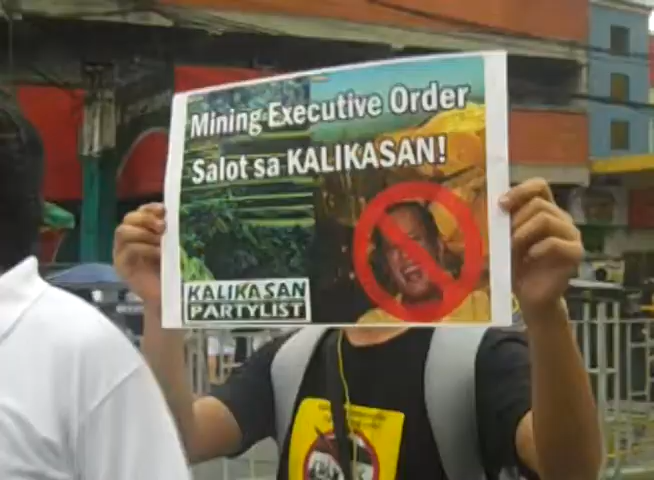 Mining Executive Order
Salot sa KALIKASAN!
KALIKASAN
PARTYLIST